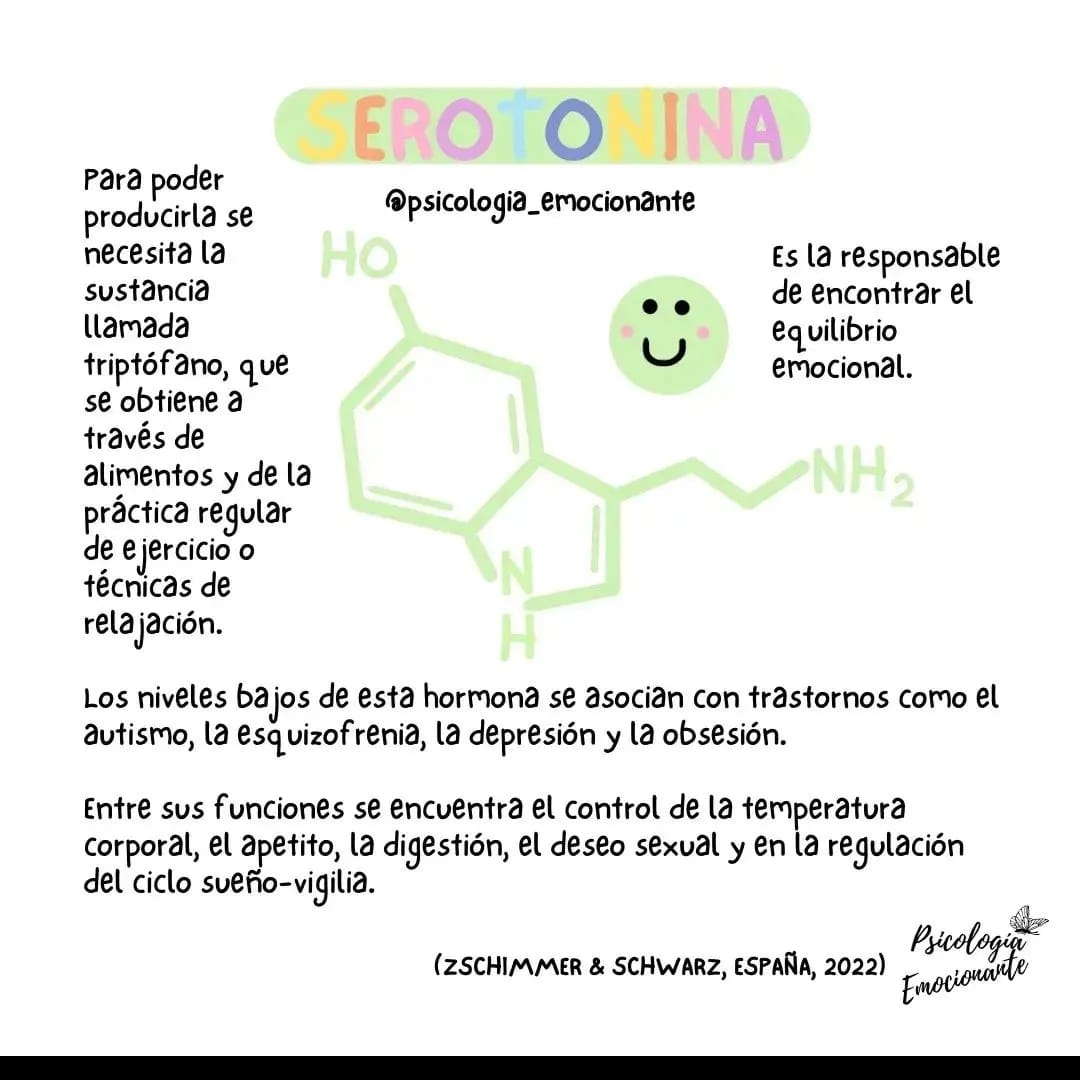 SEROTONINA
@psicologia_emocionante
Para poder
producirla se
necesita la
sustancia
llamada
triptófano, que
se obtiene a
través de
alimentos y de la
práctica regular
de ejercicio o
técnicas de
relajación.
HO
Es la responsable
de encontrar el
equilibrio
emocional.
NH2
N
H
Los niveles bajos de esta hormona se asocian con trastornos como el
autismo, la esquizofrenia, la depresión y la obsesión.
Entre sus funciones se encuentra el control de la temperatura
corporal, el apetito, la digestión, el deseo sexual y en la regulación
del ciclo sueño-vigilia.
(ZSCHIMMER & SCHWARZ, ESPAÑA, 2022)
Psicología
Emocionante